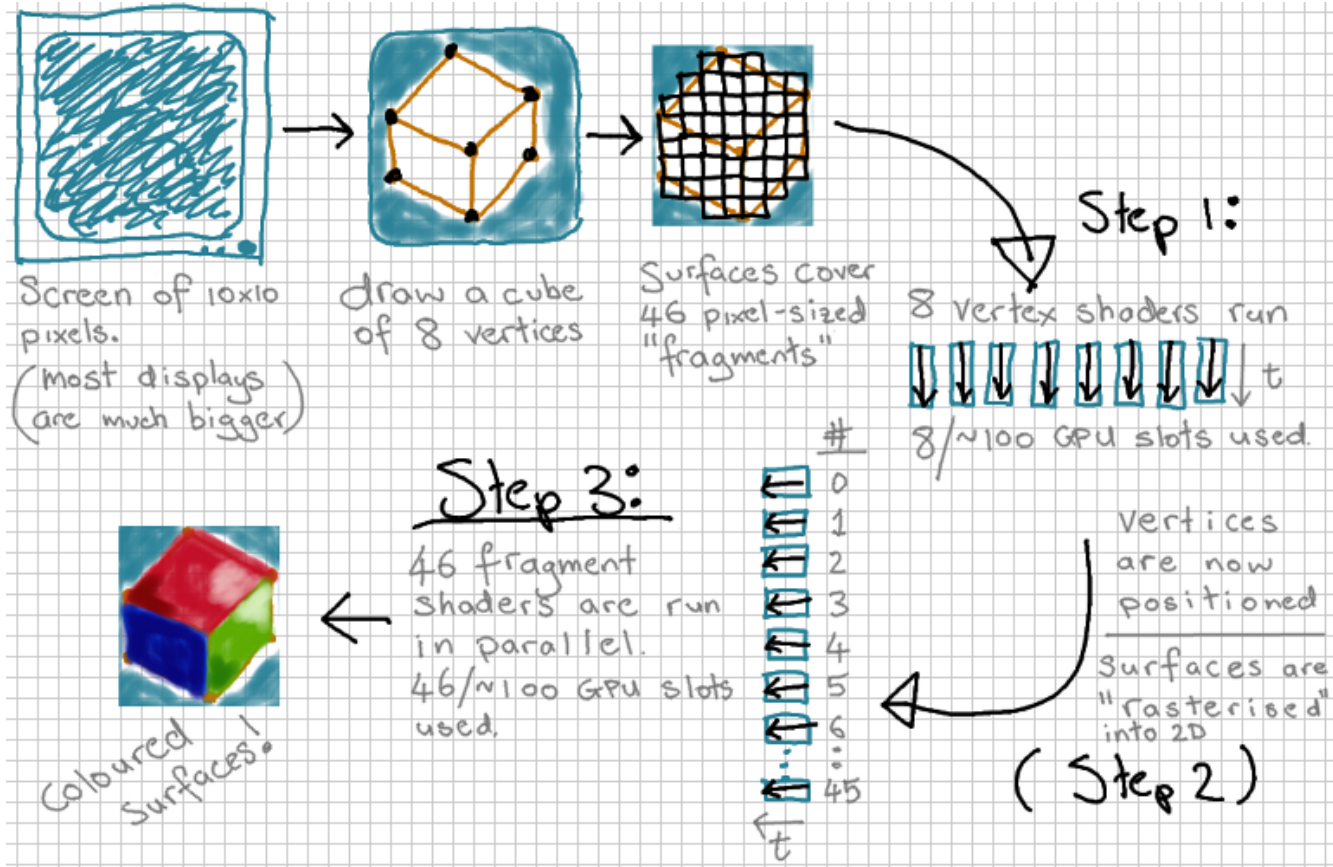 Screen of 10x10
pixels.
(most displays
are much bigger)
draw a cube
of 8 vertices
Surfaces cover
46 pixel-sized
"fragments"
Step 1:
8 vertex shaders run
t
8/~100 GPU slots used.
vertices
are now
positioned
Surfaces are
"rasterised"
into 2D
(Step 2)
#
0
1
2
3
4
5
6
:
45
t
Step 3:
46 fragment
shaders are run
in parallel.
46/~100 GPU slots
used.
Coloured
Surfaces!